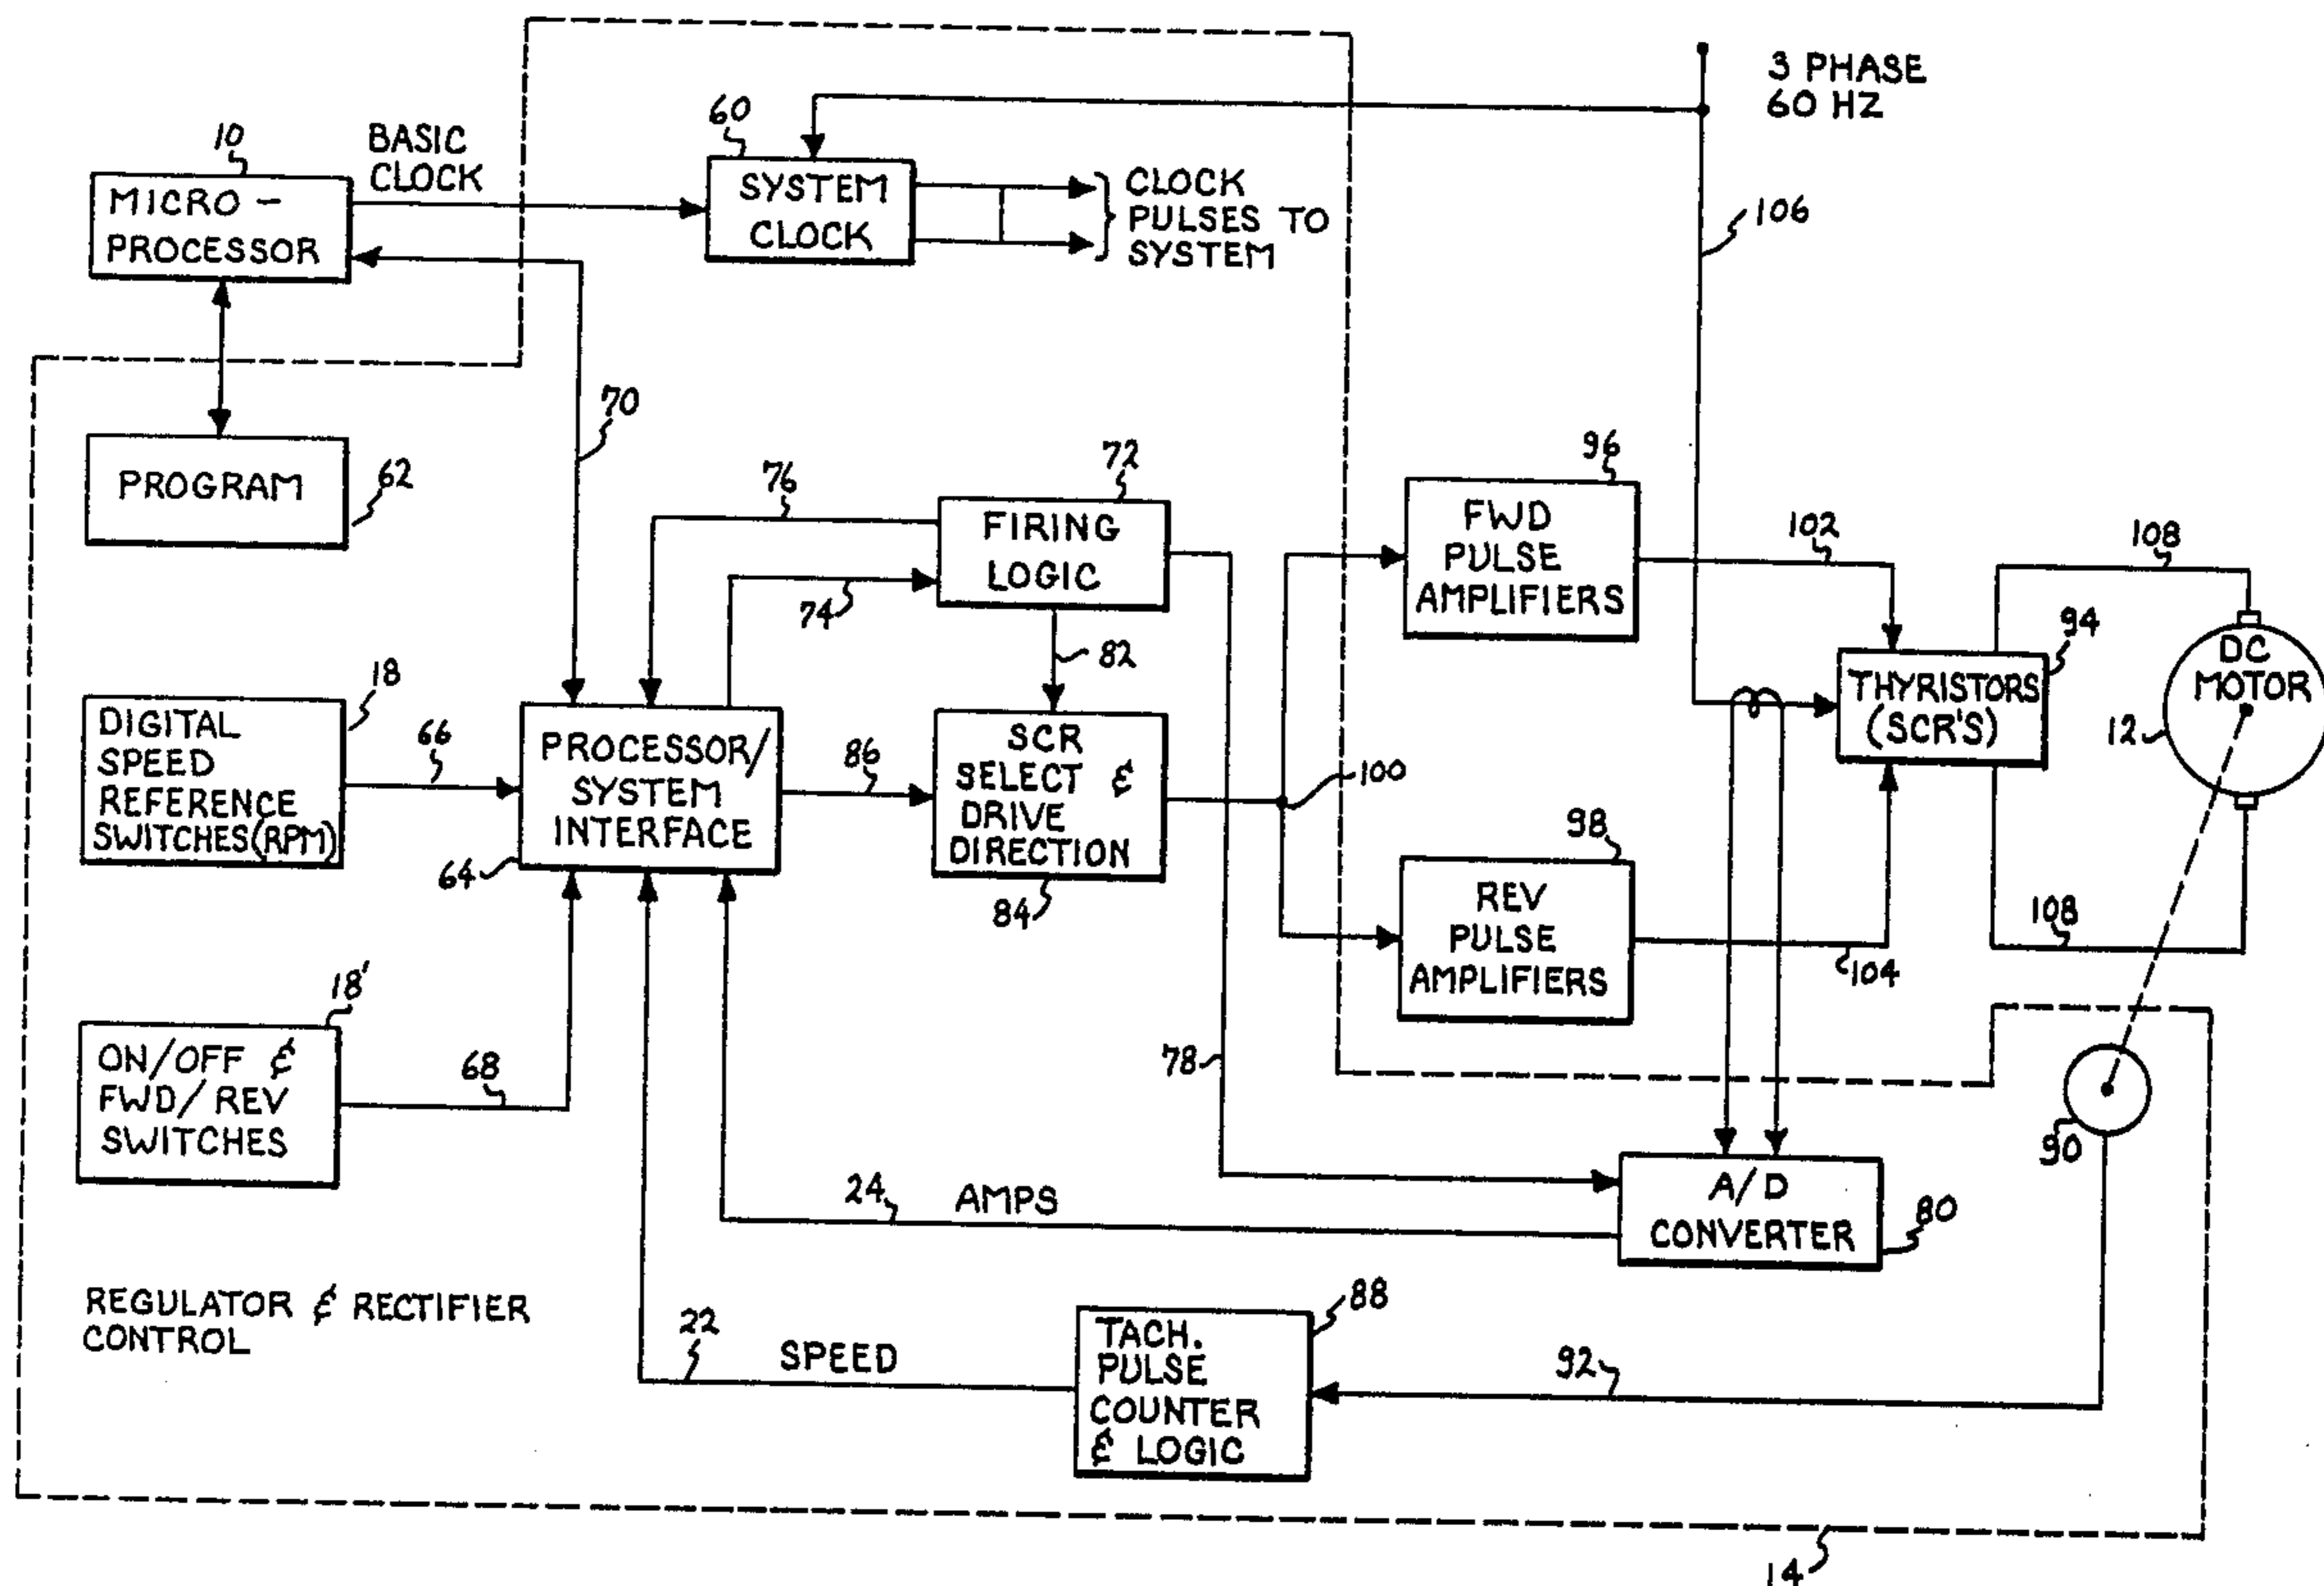 3 PHASE
60 HZ
10
BASIC
CLOCK
MICRO-
PROCESSOR
60
SYSTEM
CLOCK
CLOCK
PULSES TO
SYSTEM
106
70
PROGRAM
62
76
72
FIRING
LOGIC
74
82
96
FWD
PULSE
AMPLIFIERS
102
108
94
THYRISTORS
(SCR'S)
DC
MOTOR
12
18
DIGITAL
SPEED
REFERENCE
SWITCHES(RPM)
66
PROCESSOR/
SYSTEM
INTERFACE
64
86
SCR
SELECT &
DRIVE
DIRECTION
84
100
98
REV
PULSE
AMPLIFIERS
104
108
18'
ON/OFF &
FWD/REV
SWITCHES
68
78
90
24
AMPS
A/D
CONVERTER
80
REGULATOR & RECTIFIER
CONTROL
22
SPEED
88
TACH.
PULSE
COUNTER
& LOGIC
92
14